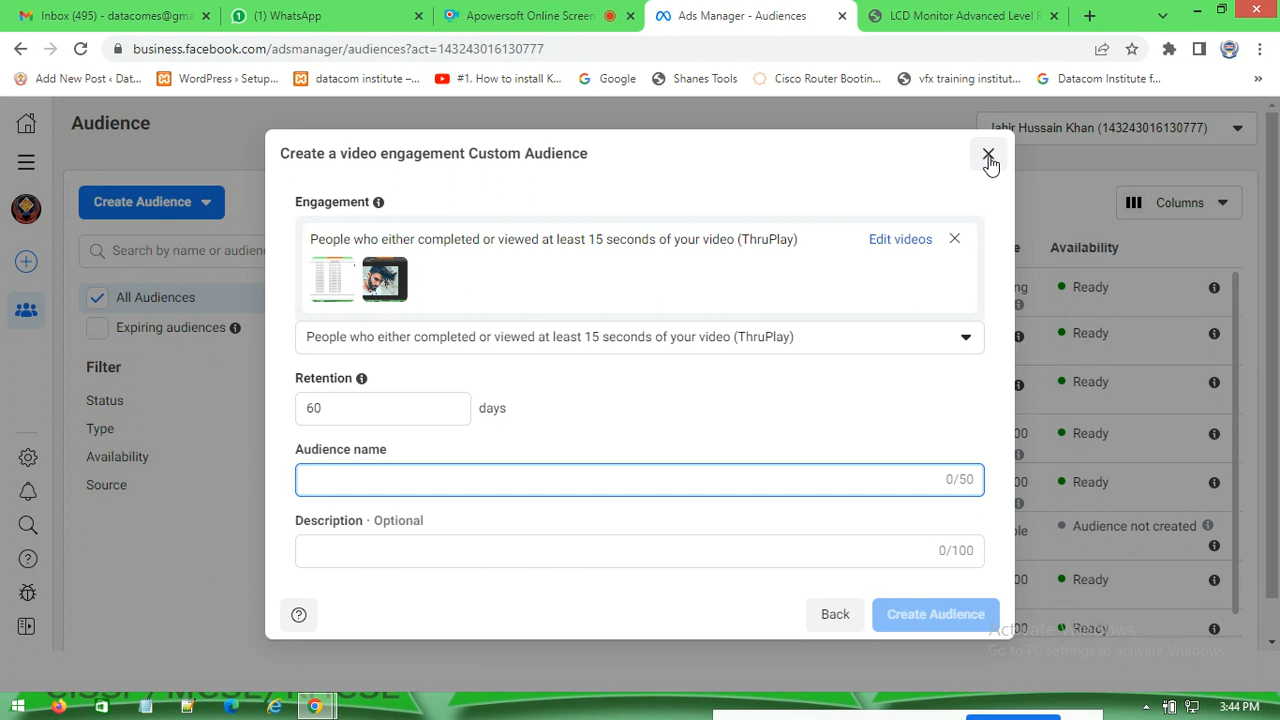 Inbox (495) - datacomes@gma
(1) WhatsApp
Apowersoft Online Screen
Ads Manager - Audiences
LCD Monitor Advanced Level R
business.facebook.com/adsmanager/audiences?act=143243016130777
Add New Post ‹ Dat...
WordPress › Setup...
datacom institute –...
#1. How to install K...
Google
Shanes Tools
Cisco Router Bootin...
vfx training institut...
Datacom Institute f...
»
Audience
Jahir Hussain Khan (143243016130777)
Create Audience
Columns
Search by name or audien
Availability
All Audiences
Expiring audiences
Filter
Status
Type
Availability
Source
Create a video engagement Custom Audience
Engagement
People who either completed or viewed at least 15 seconds of your video (ThruPlay)
Edit videos
People who either completed or viewed at least 15 seconds of your video (ThruPlay)
Retention
60
days
Audience name
0/50
Description · Optional
0/100
Back
Create Audience
ng
Ready
Ready
Ready
00
Ready
00
Ready
ole
Audience not created
00
Ready
00
Ready
Activate Windows
Go to PC settings to activate Windows.
3:44 PM